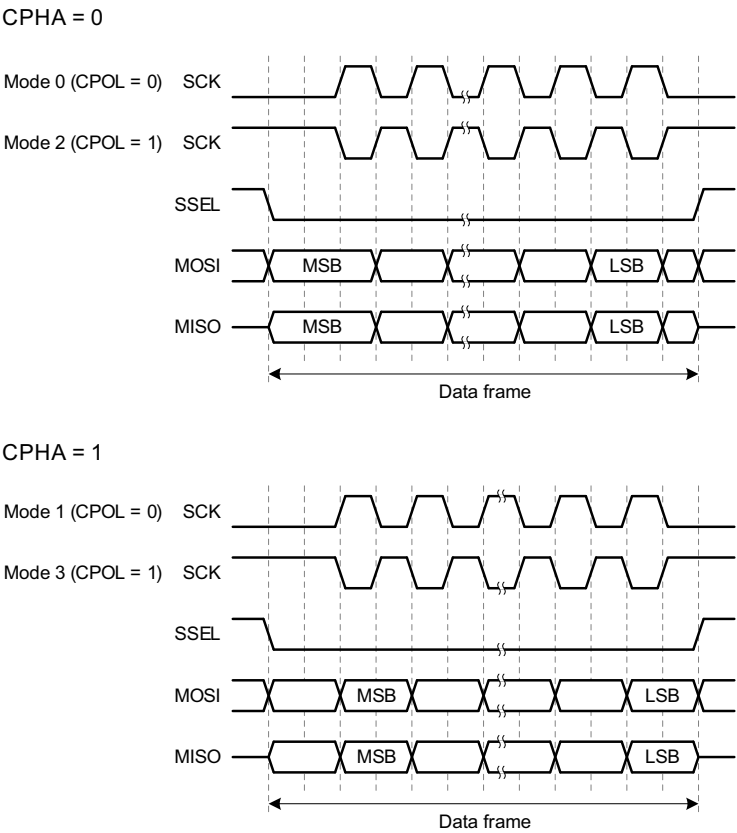 CPHA = 0
Mode 0 (CPOL = 0) SCK
Mode 2 (CPOL = 1) SCK
SSEL
MOSI MSB LSB
MISO MSB LSB
Data frame
CPHA = 1
Mode 1 (CPOL = 0) SCK
Mode 3 (CPOL = 1) SCK
SSEL
MOSI MSB LSB
MISO MSB LSB
Data frame